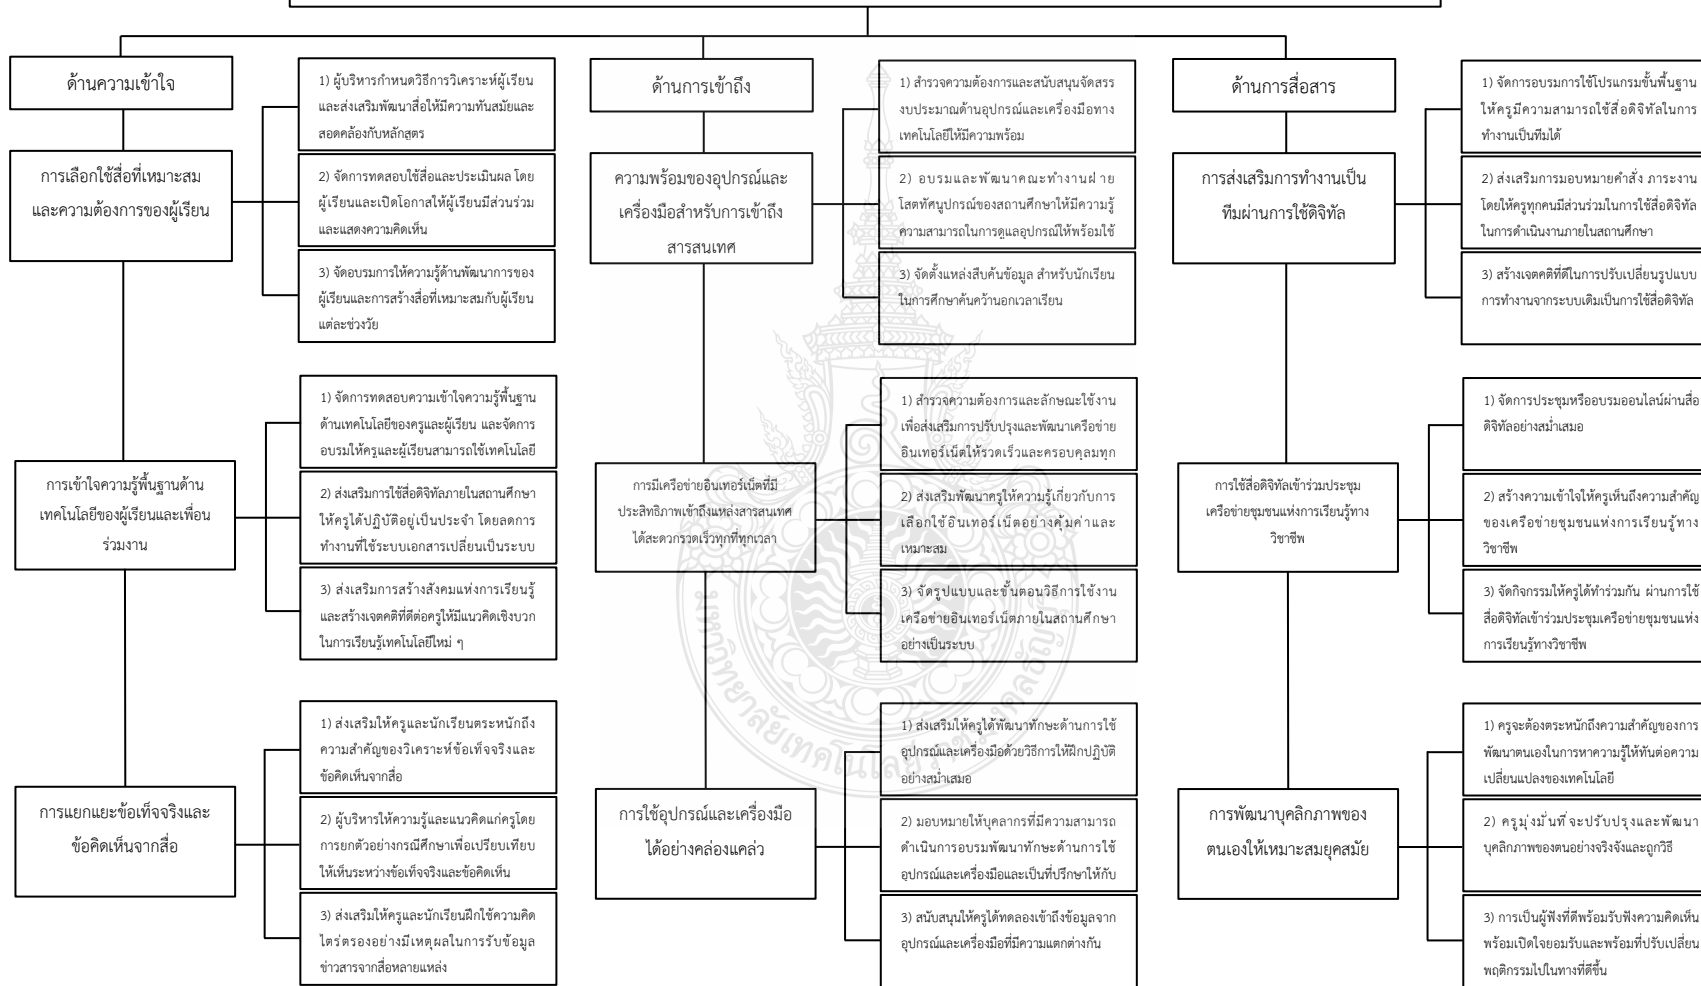 ด้านความเข้าใจ
การเลือกใช้สื่อที่เหมาะสม
และความต้องการของผู้เรียน
1) ผู้บริหารกำหนดวิธีการวิเคราะห์ผู้เรียน
และส่งเสริมพัฒนาสื่อให้มีความทันสมัยและ
สอดคล้องกับหลักสูตร
2) จัดการทดสอบใช้สื่อและประเมินผล โดย
ผู้เรียนและเปิดโอกาสให้ผู้เรียนมีส่วนร่วม
และแสดงความคิดเห็น
3) จัดอบรมการให้ความรู้ด้านพัฒนาการของ
ผู้เรียนและการสร้างสื่อที่เหมาะสมกับผู้เรียน
แต่ละช่วงวัย
การเข้าใจความรู้พื้นฐานด้าน
เทคโนโลยีของผู้เรียนและเพื่อน
ร่วมงาน
1) จัดการทดสอบความเข้าใจความรู้พื้นฐาน
ด้านเทคโนโลยีของครูและผู้เรียน และจัดการ
อบรมให้ครูและผู้เรียนสามารถใช้เทคโนโลยี
2) ส่งเสริมการใช้สื่อดิจิทัลภายในสถานศึกษา
ให้ครูได้ปฏิบัติอยู่เป็นประจำ โดยลดการ
ทำงานที่ใช้ระบบเอกสารเปลี่ยนเป็นระบบ
3) ส่งเสริมการสร้างสังคมแห่งการเรียนรู้
และสร้างเจตคติที่ดีต่อครูให้มีแนวคิดเชิงบวก
ในการเรียนรู้เทคโนโลยีใหม่ ๆ
การแยกแยะข้อเท็จจริงและ
ข้อคิดเห็นจากสื่อ
1) ส่งเสริมให้ครูและนักเรียนตระหนักถึง
ความสำคัญของวิเคราะห์ข้อเท็จจริงและ
ข้อคิดเห็นจากสื่อ
2) ผู้บริหารให้ความรู้และแนวคิดแก่ครูโดย
การยกตัวอย่างกรณีศึกษาเพื่อเปรียบเทียบ
ให้เห็นระหว่างข้อเท็จจริงและข้อคิดเห็น
3) ส่งเสริมให้ครูและนักเรียนฝึกใช้ความคิด
ไตร่ตรองอย่างมีเหตุผลในการรับข้อมูล
ข่าวสารจากสื่อหลายแหล่ง
ด้านการเข้าถึง
ความพร้อมของอุปกรณ์และ
เครื่องมือสำหรับการเข้าถึง
สารสนเทศ
1) สำรวจความต้องการและสนับสนุนจัดสรร
งบประมาณด้านอุปกรณ์และเครื่องมือทาง
เทคโนโลยีให้มีความพร้อม
2) อบรมและพัฒนาคณะทำงานฝ่าย
โสตทัศนูปกรณ์ของสถานศึกษาให้มีความรู้
ความสามารถในการดูแลอุปกรณ์ให้พร้อมใช้
3) จัดตั้งแหล่งสืบค้นข้อมูล สำหรับนักเรียน
ในการศึกษาค้นคว้านอกเวลาเรียน
การมีเครือข่ายอินเทอร์เน็ตที่มี
ประสิทธิภาพเข้าถึงแหล่งสารสนเทศ
ได้สะดวกรวดเร็วทุกที่ทุกเวลา
1) สำรวจความต้องการและลักษณะใช้งาน
เพื่อส่งเสริมการปรับปรุงและพัฒนาเครือข่าย
อินเทอร์เน็ตให้รวดเร็วและครอบคลุมทุก
2) ส่งเสริมพัฒนาครูให้ความรู้เกี่ยวกับการ
เลือกใช้อินเทอร์เน็ตอย่างคุ้มค่าและ
เหมาะสม
3) จัดรูปแบบและขั้นตอนวิธีการใช้งาน
เครือข่ายอินเทอร์เน็ตภายในสถานศึกษา
อย่างเป็นระบบ
การใช้อุปกรณ์และเครื่องมือ
ได้อย่างคล่องแคล่ว
1) ส่งเสริมให้ครูได้พัฒนาทักษะด้านการใช้
อุปกรณ์และเครื่องมือด้วยวิธีการให้ฝึกปฏิบัติ
อย่างสม่ำเสมอ
2) มอบหมายให้บุคลากรที่มีความสามารถ
ดำเนินการอบรมพัฒนาทักษะด้านการใช้
อุปกรณ์และเครื่องมือและเป็นที่ปรึกษาให้กับ
3) สนับสนุนให้ครูได้ทดลองเข้าถึงข้อมูลจาก
อุปกรณ์และเครื่องมือที่มีความแตกต่างกัน
ด้านการสื่อสาร
การส่งเสริมการทำงานเป็น
ทีมผ่านการใช้ดิจิทัล
1) จัดการอบรมการใช้โปรแกรมขั้นพื้นฐาน
ให้ครูมีความสามารถใช้สื่อดิจิทัลในการ
ทำงานเป็นทีมได้
2) ส่งเสริมการมอบหมายคำสั่ง ภาระงาน
โดยให้ครูทุกคนมีส่วนร่วมในการใช้สื่อดิจิทัล
ในการดำเนินงานภายในสถานศึกษา
3) สร้างเจตคติที่ดีในการปรับเปลี่ยนรูปแบบ
การทำงานจากระบบเดิมเป็นการใช้สื่อดิจิทัล
การใช้สื่อดิจิทัลเข้าร่วมประชุม
เครือข่ายชุมชนแห่งการเรียนรู้ทาง
วิชาชีพ
1) จัดการประชุมหรืออบรมออนไลน์ผ่านสื่อ
ดิจิทัลอย่างสม่ำเสมอ
2) สร้างความเข้าใจให้ครูเห็นถึงความสำคัญ
ของเครือข่ายชุมชนแห่งการเรียนรู้ทาง
วิชาชีพ
3) จัดกิจกรรมให้ครูได้ทำร่วมกัน ผ่านการใช้
สื่อดิจิทัลเข้าร่วมประชุมเครือข่ายชุมชนแห่ง
การเรียนรู้ทางวิชาชีพ
การพัฒนาบุคลิกภาพของ
ตนเองให้เหมาะสมยุคสมัย
1) ครูจะต้องตระหนักถึงความสำคัญของการ
พัฒนาตนเองในการหาความรู้ให้ทันต่อความ
เปลี่ยนแปลงของเทคโนโลยี
2) ครูมุ่งมั่นที่จะปรับปรุงและพัฒนา
บุคลิกภาพของตนอย่างจริงจังและถูกวิธี
3) การเป็นผู้ฟังที่ดีพร้อมรับฟังความคิดเห็น
พร้อมเปิดใจยอมรับและพร้อมที่ปรับเปลี่ยน
พฤติกรรมไปในทางที่ดีขึ้น
มหาวิทยาลัยเทคโนโลยีราชมงคลธัญบุรี